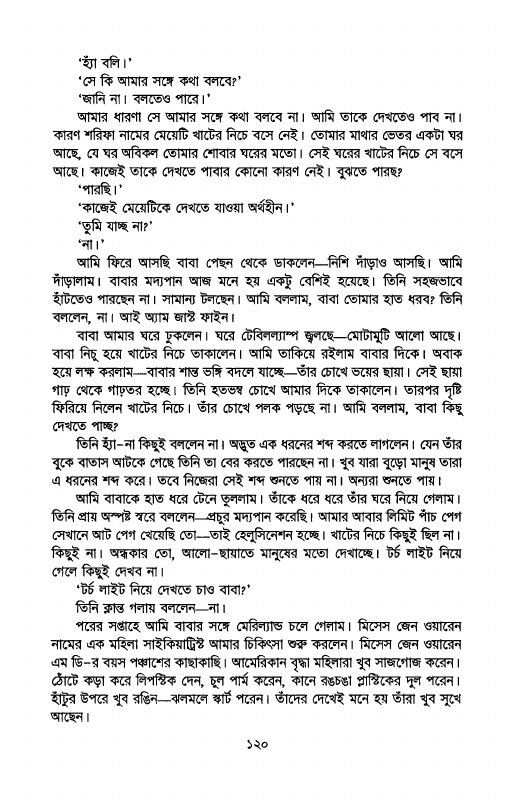 ‘হ্যাঁ বলি।’
‘সে কি আমার সঙ্গে কথা বলবে?’
‘জানি না। বলতেও পারে।’
আমার ধারণা সে আমার সঙ্গে কথা বলবে না। আমি তাকে দেখতেও পাব না।
কারণ শরিফা নামের মেয়েটি খাটের নিচে বসে নেই। তোমার মাথার ভেতর একটা ঘর
আছে, যে ঘর অবিকল তোমার শোবার ঘরের মতো। সেই ঘরের খাটের নিচে সে বসে
আছে। কাজেই তাকে দেখতে পাবার কোনো কারণ নেই। বুঝতে পারছ?
‘পারছি।’
‘কাজেই মেয়েটিকে দেখতে যাওয়া অর্থহীন।’
‘তুমি যাচ্ছ না?’
‘না।’
আমি ফিরে আসছি বাবা পেছন থেকে ডাকলেন—নিশি দাঁড়াও আসছি। আমি
দাঁড়ালাম। বাবার মদ্যপান আজ মনে হয় একটু বেশিই হয়েছে। তিনি সহজভাবে
হাঁটতেও পারছেন না। সামান্য টলছেন। আমি বললাম, বাবা তোমার হাত ধরব? তিনি
বললেন, না। আই অ্যাম জাস্ট ফাইন।
বাবা আমার ঘরে ঢুকলেন। ঘরে টেবিলল্যাম্প জ্বলছে—মোটামুটি আলো আছে।
বাবা নিচু হয়ে খাটের নিচে তাকালেন। আমি তাকিয়ে রইলাম বাবার দিকে। অবাক
হয়ে লক্ষ করলাম—বাবার শান্ত ভঙ্গি বদলে যাচ্ছে—তাঁর চোখে ভয়ের ছায়া। সেই ছায়া
গাঢ় থেকে গাঢ়তর হচ্ছে। তিনি হতভম্ব চোখে আমার দিকে তাকালেন। তারপর দৃষ্টি
ফিরিয়ে নিলেন খাটের নিচে। তাঁর চোখে পলক পড়ছে না। আমি বললাম, বাবা কিছু
দেখতে পাচ্ছ?
তিনি হ্যাঁ-না কিছুই বললেন না। অদ্ভুত এক ধরনের শব্দ করতে লাগলেন। যেন তাঁর
বুকে বাতাস আটকে গেছে তিনি তা বের করতে পারছেন না। খুব যারা বুড়ো মানুষ তারা
এ ধরনের শব্দ করে। তবে নিজেরা সেই শব্দ শুনতে পায় না। অন্যরা শুনতে পায়।
আমি বাবাকে হাত ধরে টেনে তুললাম। তাঁকে ধরে ধরে তাঁর ঘরে নিয়ে গেলাম।
তিনি প্রায় অস্পষ্ট স্বরে বললেন—প্রচুর মদ্যপান করেছি। আমার আবার লিমিট পাঁচ পেগ
সেখানে আট পেগ খেয়েছি তো—তাই হেলুসিনেশন হচ্ছে। খাটের নিচে কিছুই ছিল না।
কিছুই না। অন্ধকার তো, আলো-ছায়াতে মানুষের মতো দেখাচ্ছে। টর্চ লাইট নিয়ে
গেলে কিছুই দেখব না।
‘টর্চ লাইট নিয়ে দেখতে চাও বাবা?’
তিনি ক্লান্ত গলায় বললেন—না।
পরের সপ্তাহে আমি বাবার সঙ্গে মেরিল্যান্ড চলে গেলাম। মিসেস জেন ওয়ারেন
নামের এক মহিলা সাইকিয়াট্রিস্ট আমার চিকিৎসা শুরু করলেন। মিসেস জেন ওয়ারেন
এম ডি-র বয়স পঞ্চাশের কাছাকাছি। আমেরিকান বৃদ্ধা মহিলারা খুব সাজগোজ করেন।
ঠোঁটে কড়া করে লিপস্টিক দেন, চুল পার্ম করেন, কানে রঙচঙা প্লাস্টিকের দুল পরেন।
হাঁটুর উপরে খুব রঙিন—ঝলমলে স্কার্ট পরেন। তাঁদের দেখেই মনে হয় তাঁরা খুব সুখে
আছেন।
১২০